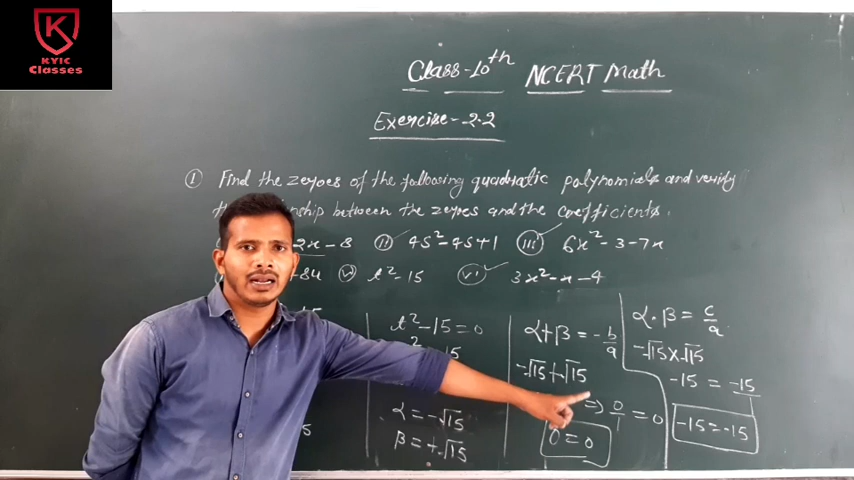 KYIC
Classes
Class-10th NCERT Math
Exercise-2.2
① Find the zeroes of the following quadratic polynomials and verify
between the zeroes and the coefficients.
2x-8 (ii) 4s²-4s+1 (iii) 6x²-3-7x
(v) t²-15 (vi) 3x²-x-4
t²-15=0
α=-√15
β=+√15
α+β=-b/a
-√15+√15
⇒ 0/1 = 0
0=0
α·β=c/a
-√15×√15
-15=-15
-15=-15